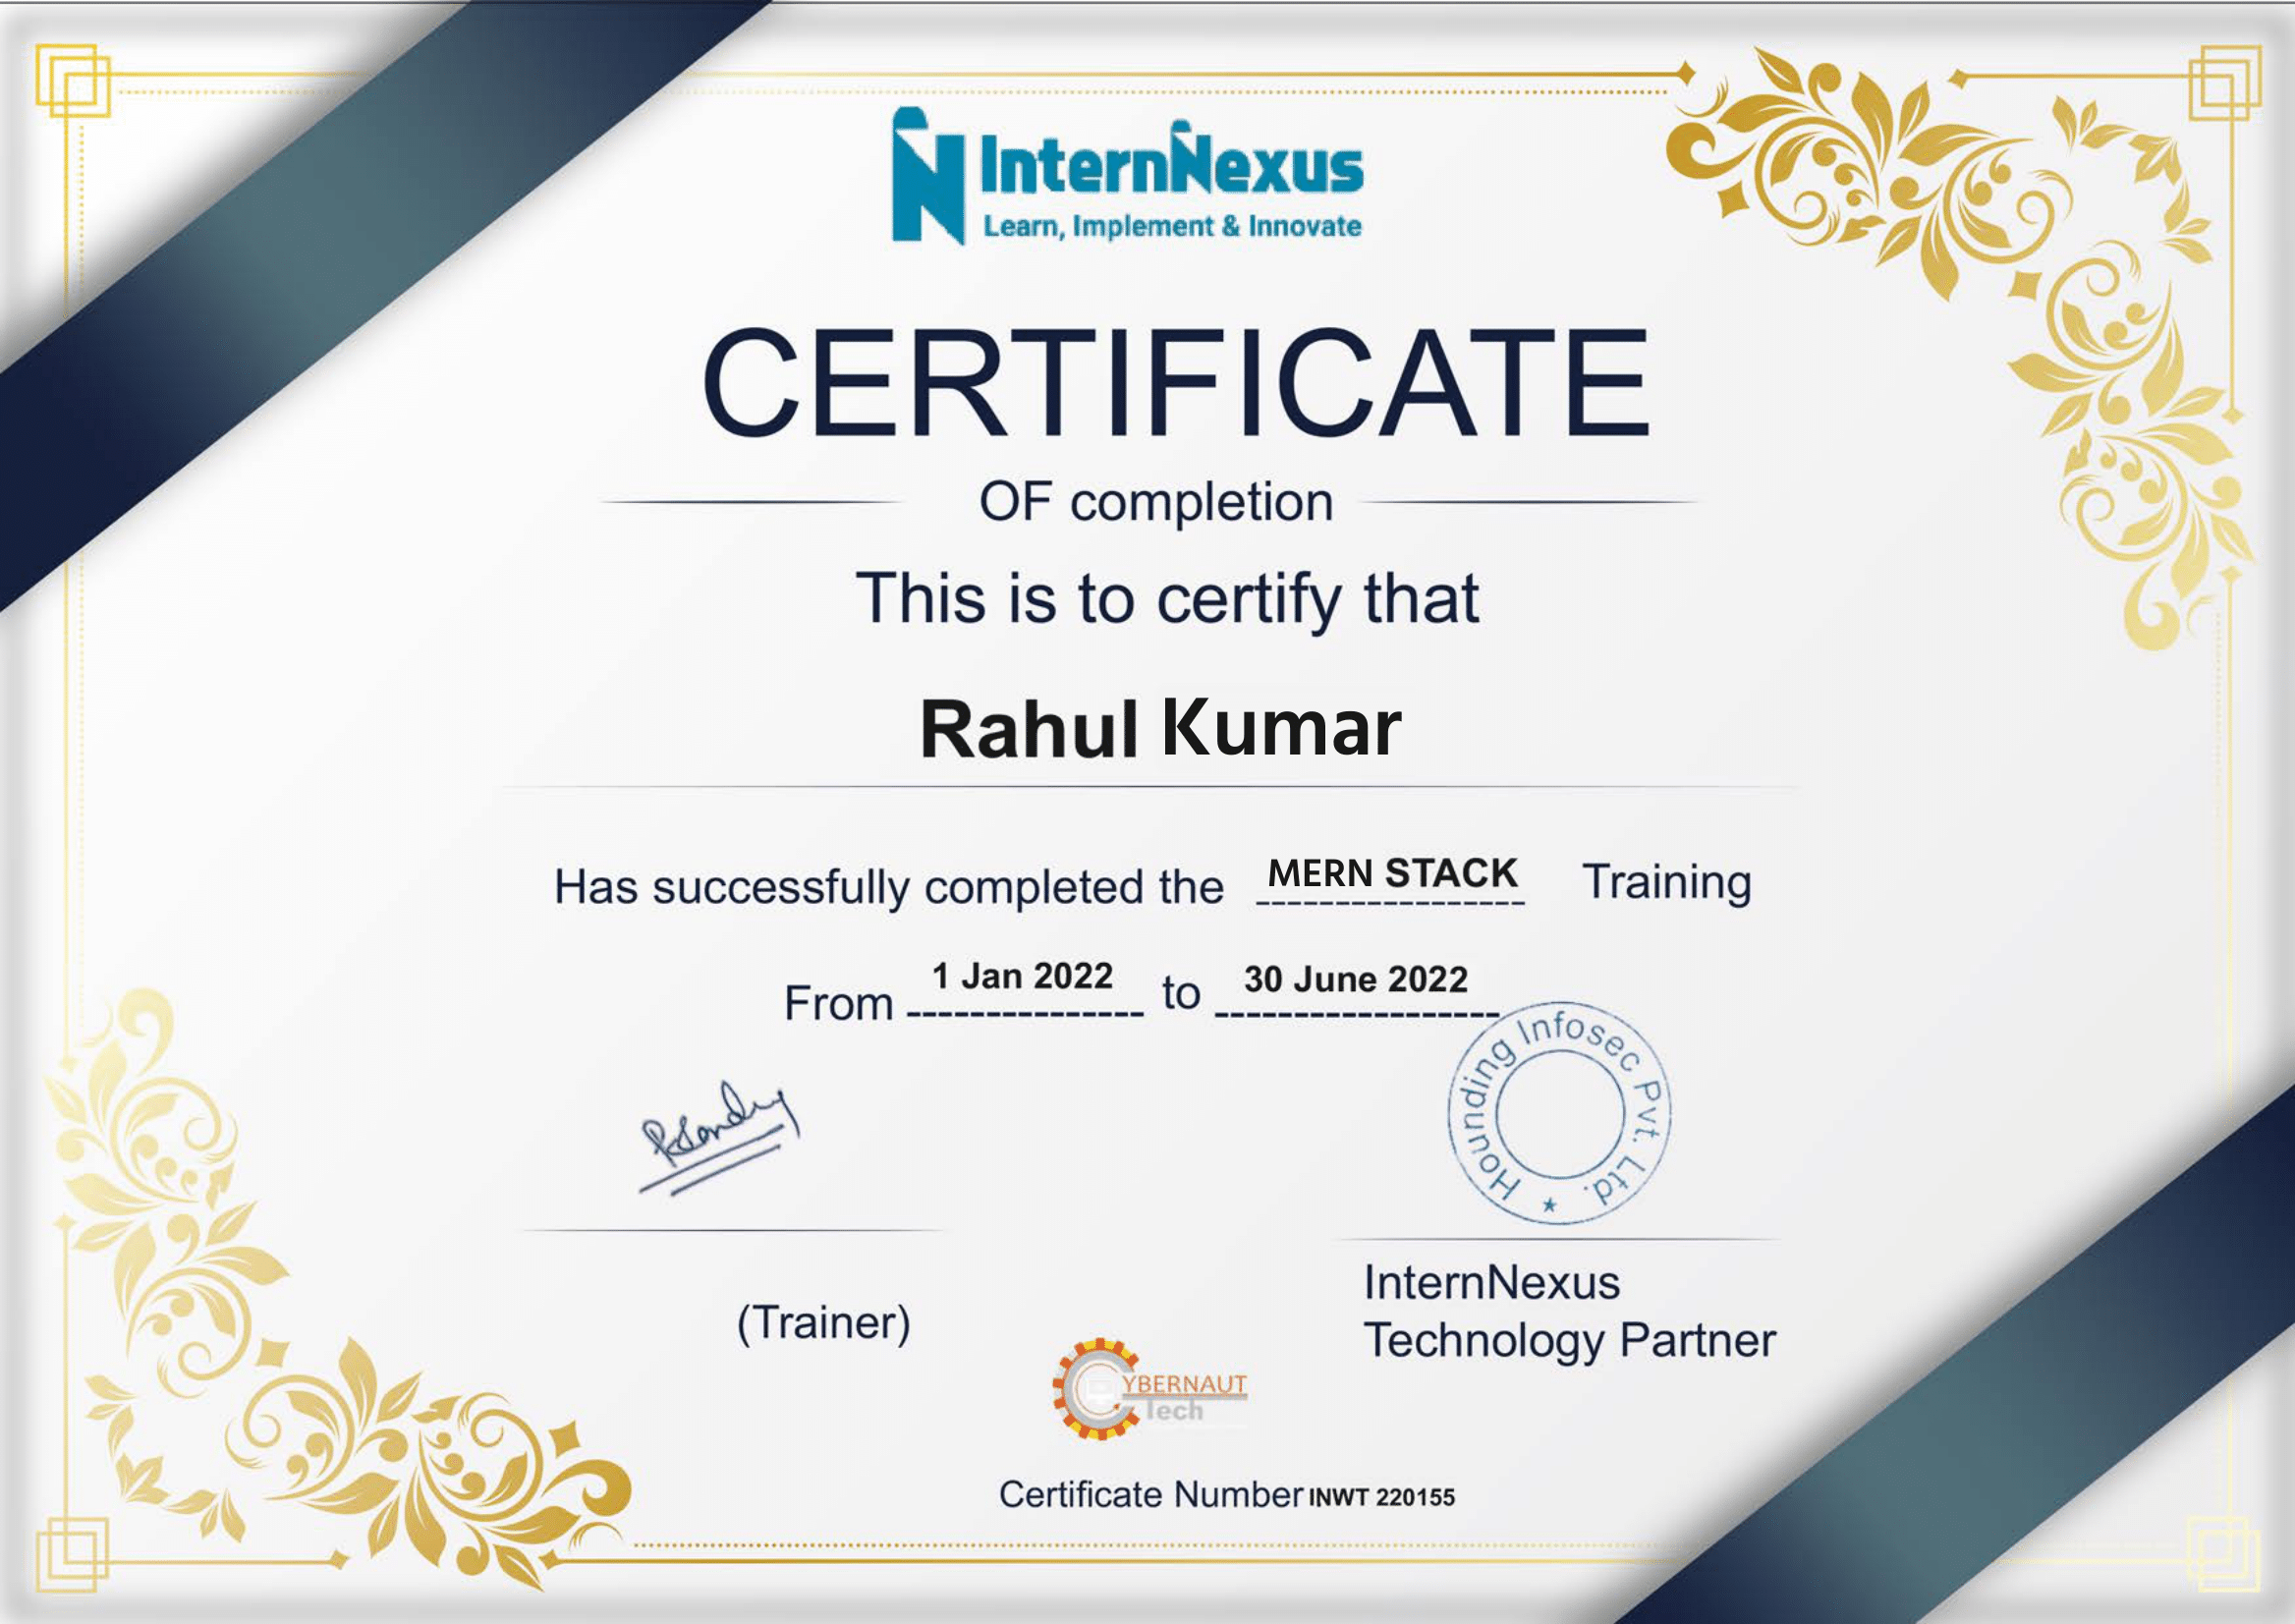 InternNexus
Learn, Implement & Innovate
CERTIFICATE
OF completion
This is to certify that
Rahul Kumar
Has successfully completed the MERN STACK Training
From 1 Jan 2022 to 30 June 2022
Hounding Infosec Pvt. Ltd.
(Trainer)
InternNexus
Technology Partner
CYBERNAUT
Tech
Certificate Number INWT 220155